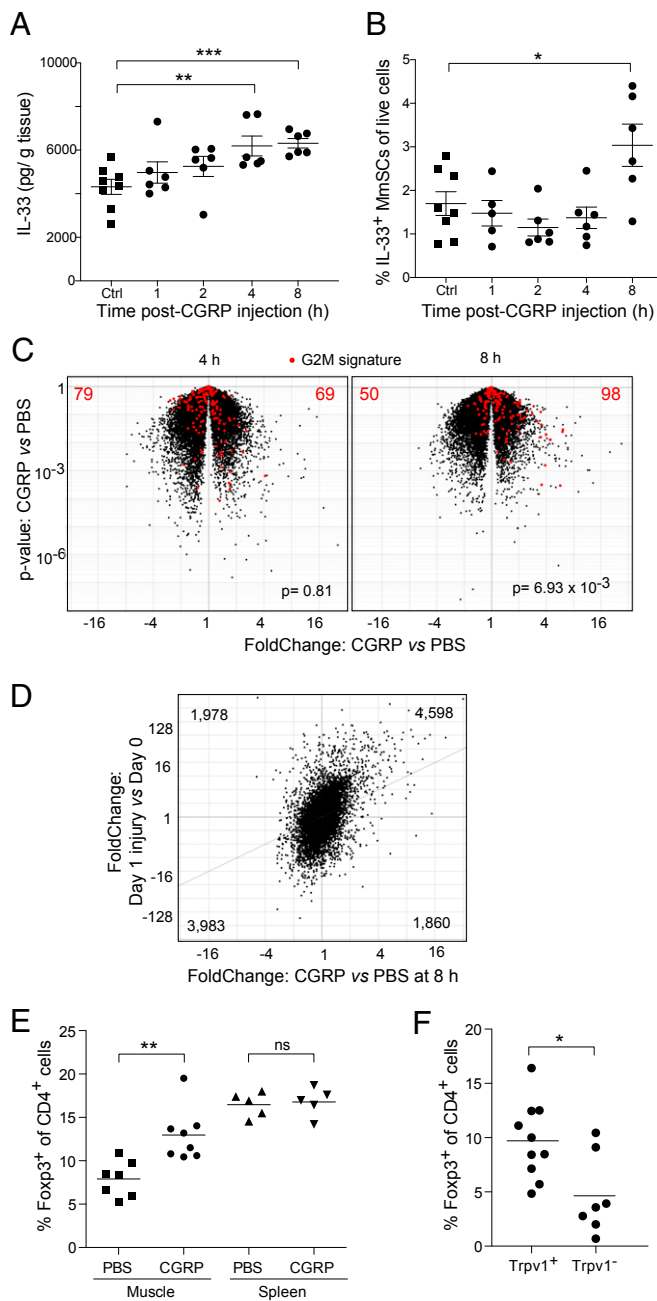 A
***
**
10000
8000
6000
4000
2000
0
IL-33 (pg/ g tissue)
Ctrl 1 2 4 8
Time post-CGRP injection (h)
B
*
5
4
3
2
1
0
% IL-33⁺ MmSCs of live cells
Ctrl 1 2 4 8
Time post-CGRP injection (h)
C
4 h • G2M signature 8 h
79 69 50 98
1
10⁻³
10⁻⁶
p-value: CGRP vs PBS
p= 0.81 p= 6.93 x 10⁻³
-16 -4 1 4 16 -16 -4 1 4 16
FoldChange: CGRP vs PBS
D
1,978 4,598
128
16
1
-16
-128
FoldChange:
Day 1 injury vs Day 0
3,983 1,860
-16 -4 1 4 16
FoldChange: CGRP vs PBS at 8 h
E
** ns
25
20
15
10
5
0
% Foxp3⁺ of CD4⁺ cells
PBS CGRP PBS CGRP
Muscle Spleen
F
*
20
15
10
5
0
% Foxp3⁺ of CD4⁺ cells
Trpv1⁺ Trpv1⁻